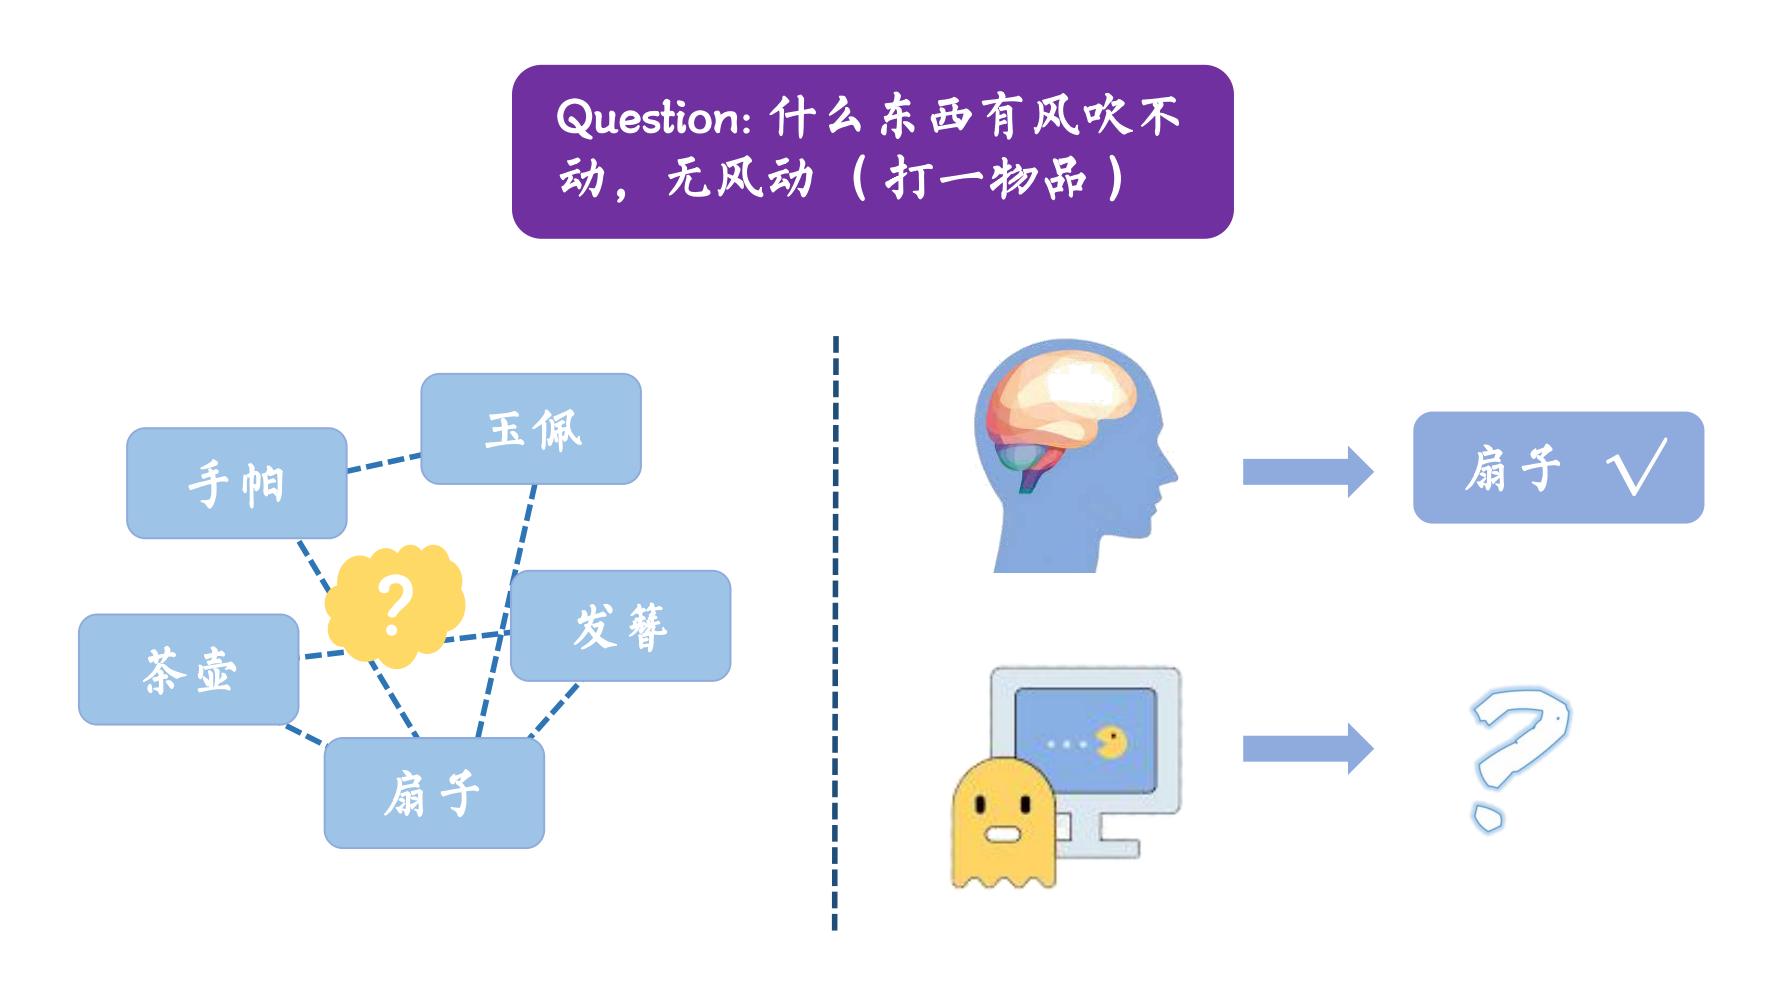 Question: 什么东西有风吹不
动，无风动（打一物品）
玉佩
手帕
?
发簪
茶壶
扇子
扇子 √
?